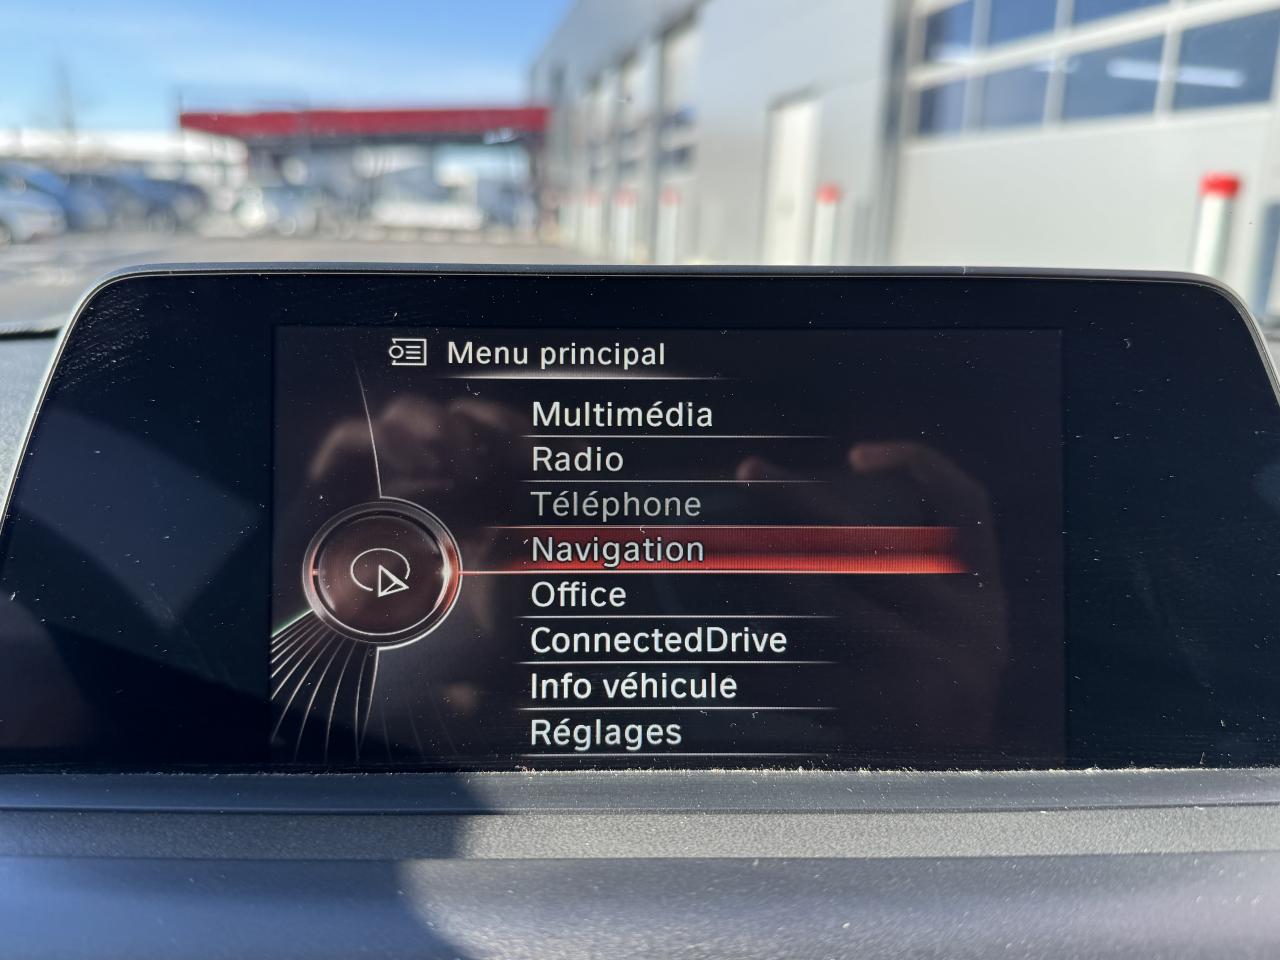 Menu principal
Multimédia
Radio
Téléphone
Navigation
Office
ConnectedDrive
Info véhicule
Réglages